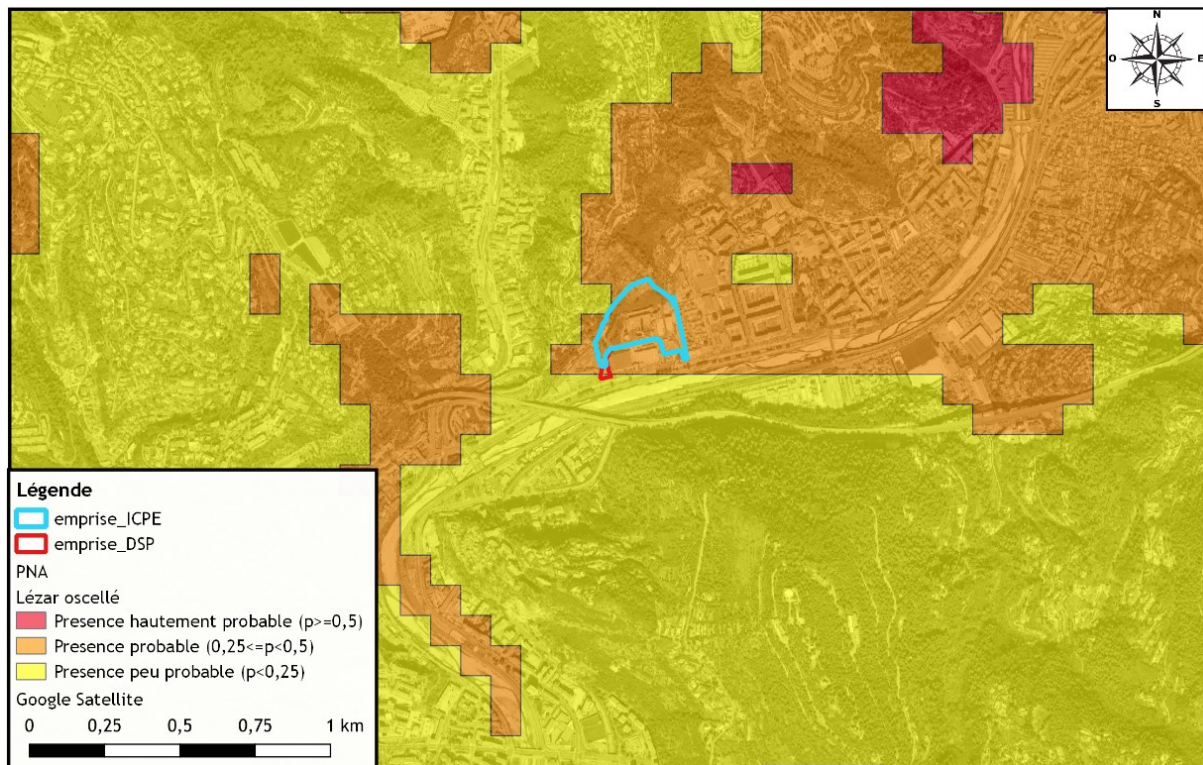 N
O
E
S
Légende
emprise_ICPE
emprise_DSP
PNA
Lézar oscellé
Presence hautement probable (p>=0,5)
Presence probable (0,25<=p<0,5)
Presence peu probable (p<0,25)
Google Satellite
0 0,25 0,5 0,75 1 km